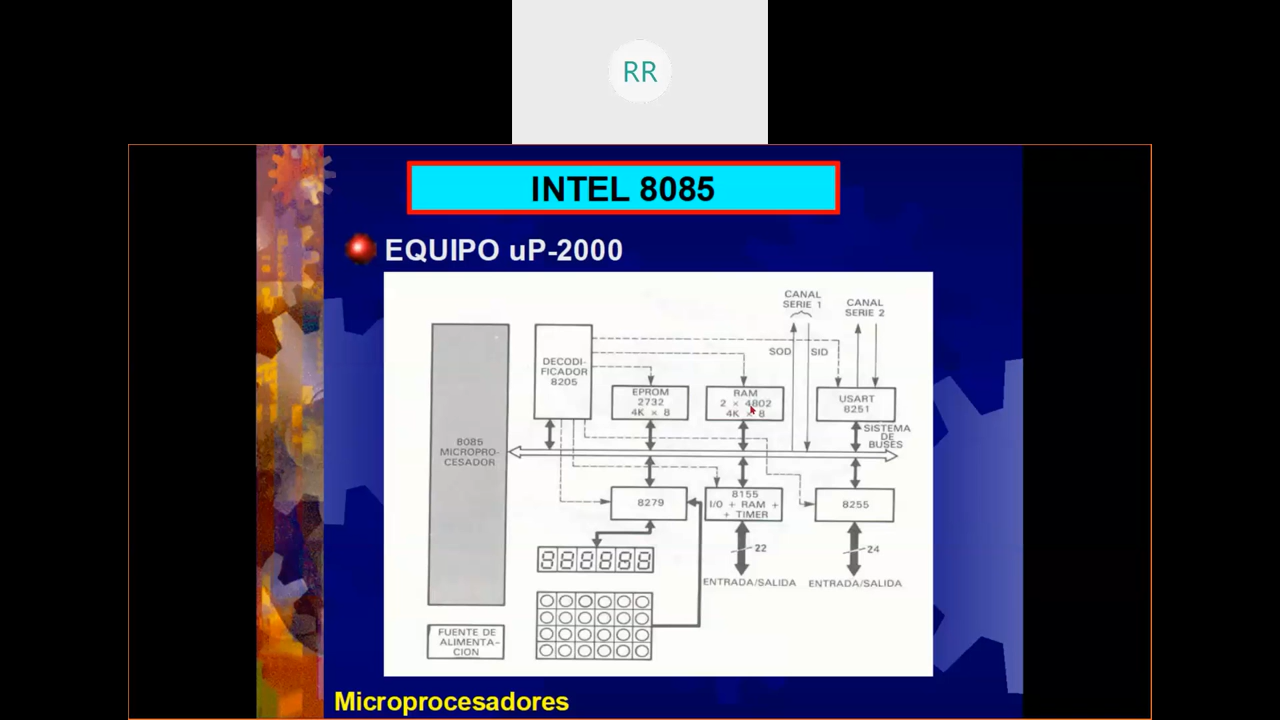 RR
INTEL 8085
EQUIPO uP-2000
CANAL
SERIE 1
CANAL
SERIE 2
SOD
SID
DECODI-
FICADOR
8205
EPROM
2732
4K × 8
RAM
2 × 4802
4K × 8
USART
8251
SISTEMA
DE
BUSES
8085
MICROPRO-
CESADOR
8279
8155
I/O + RAM +
+ TIMER
8255
22
24
888888
ENTRADA/SALIDA
ENTRADA/SALIDA
FUENTE DE
ALIMENTA-
CION
Microprocesadores